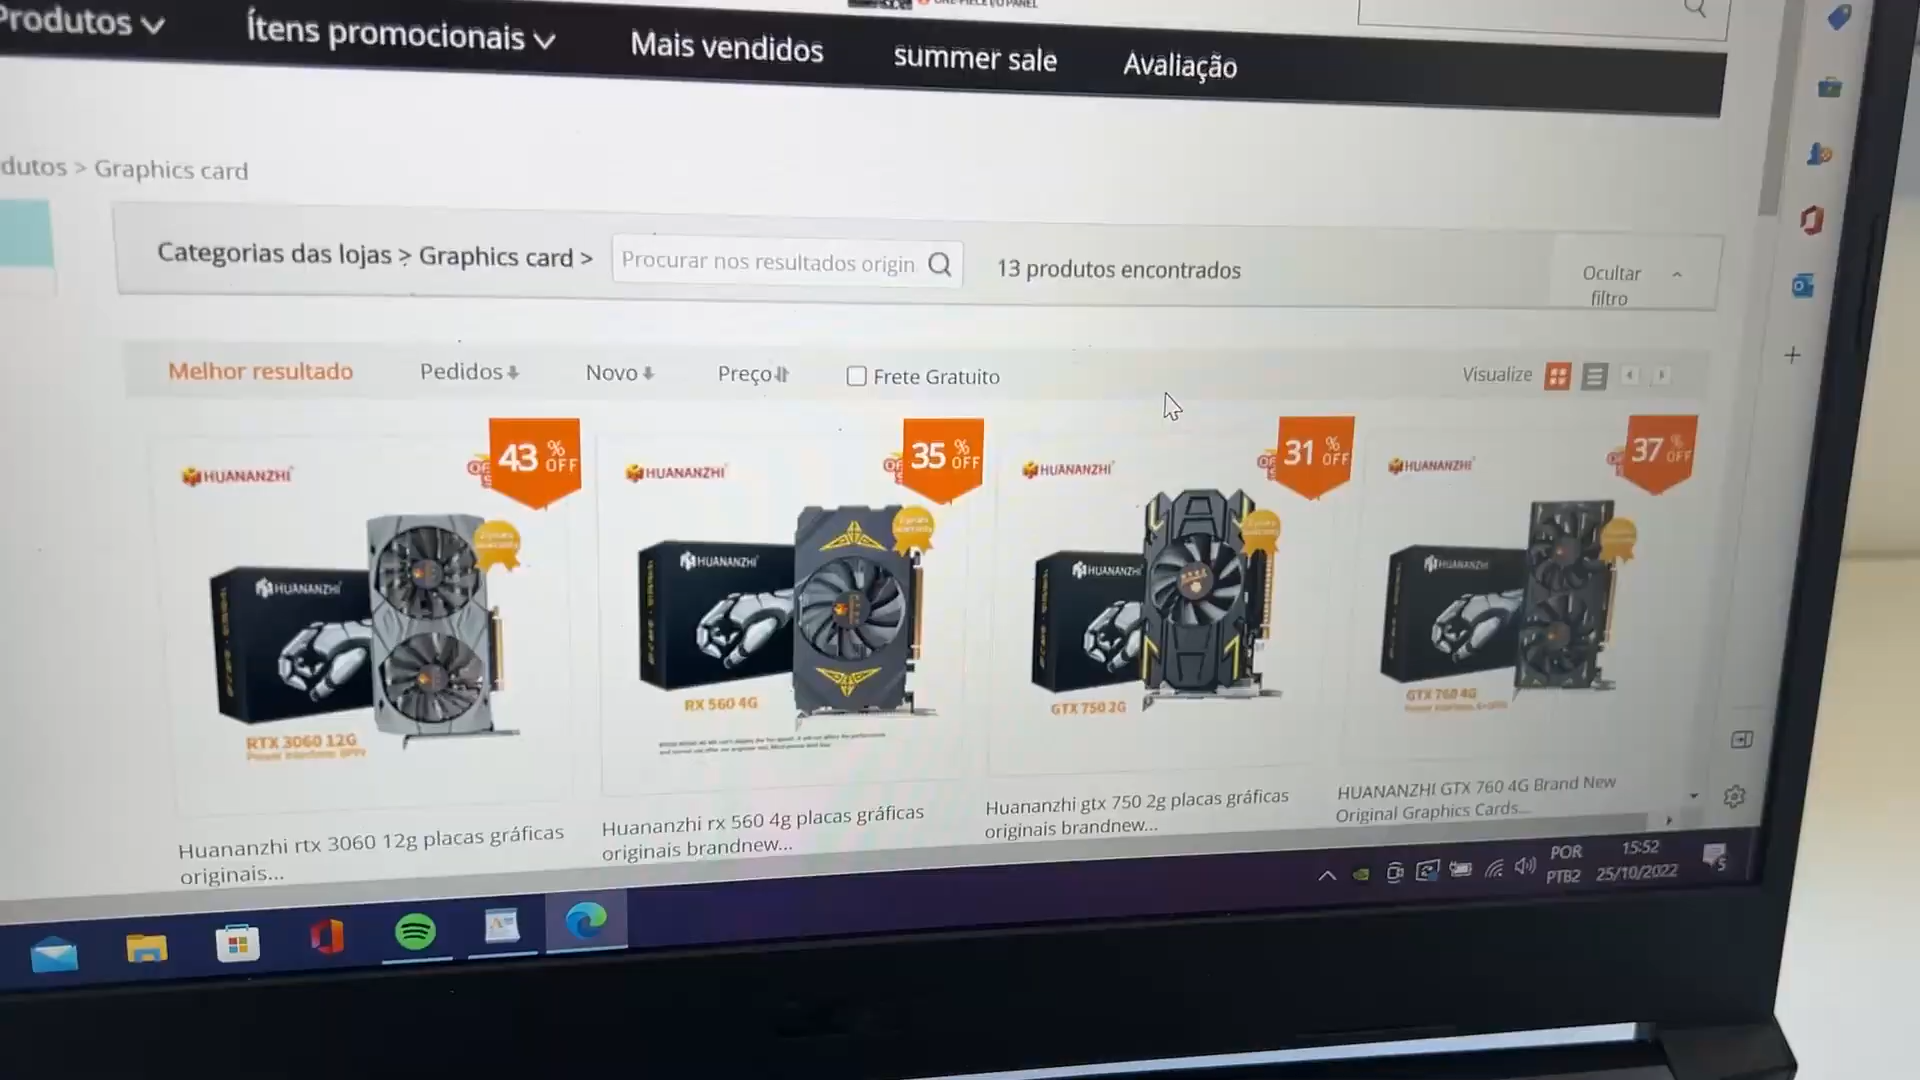 Produtos
Ítens promocionais
Mais vendidos
summer sale
Avaliação
dutos > Graphics card
Categorias das lojas > Graphics card >
Procurar nos resultados origin
13 produtos encontrados
Ocultar
filtro
Melhor resultado
Pedidos
Novo
Preço
Frete Gratuito
Visualize
HUANANZHI
43 % OFF
HUANANZHI
35 % OFF
HUANANZHI
31 % OFF
HUANANZHI
37 % OFF
HUANANZHI
HUANANZHI
HUANANZHI
HUANANZHI
RTX 3060 12G
RX 560 4G
GTX 750 2G
GTX 760 4G
Huananzhi rtx 3060 12g placas gráficas
originais...
Huananzhi rx 560 4g placas gráficas
originais brandnew...
Huananzhi gtx 750 2g placas gráficas
originais brandnew...
HUANANZHI GTX 760 4G Brand New
Original Graphics Cards...
POR
PTB2
15:52
25/10/2022
5